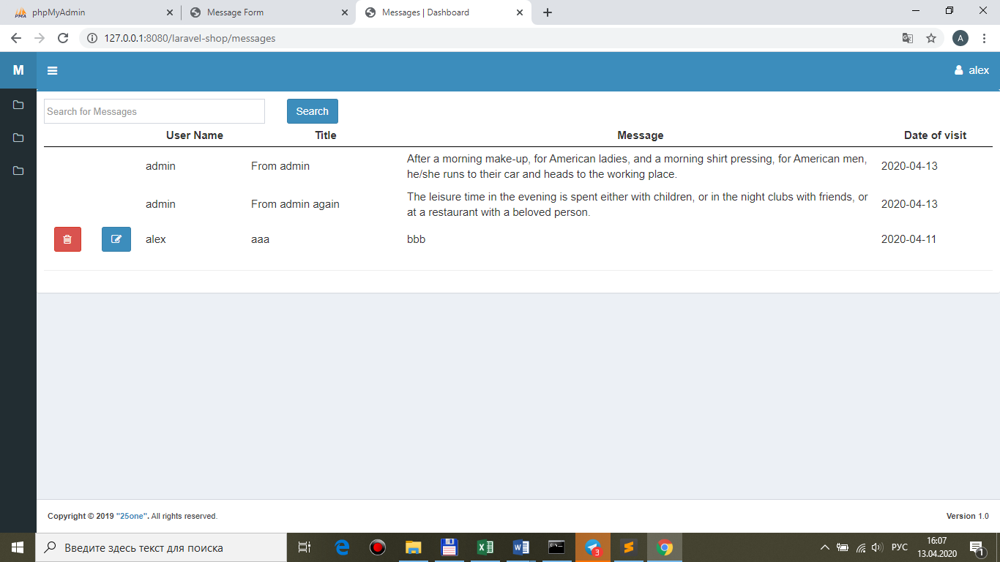 PMA phpMyAdmin
Message Form
Messages | Dashboard
127.0.0.1:8080/laravel-shop/messages
A
M
alex
Search for Messages
Search
User Name Title Message Date of visit
admin From admin After a morning make-up, for American ladies, and a morning shirt pressing, for American men, 2020-04-13
he/she runs to their car and heads to the working place.
admin From admin again The leisure time in the evening is spent either with children, or in the night clubs with friends, or 2020-04-13
at a restaurant with a beloved person.
alex aaa bbb 2020-04-11
Copyright © 2019 "25one". All rights reserved.
Version 1.0
Введите здесь текст для поиска
3
РУС
16:07
13.04.2020
1